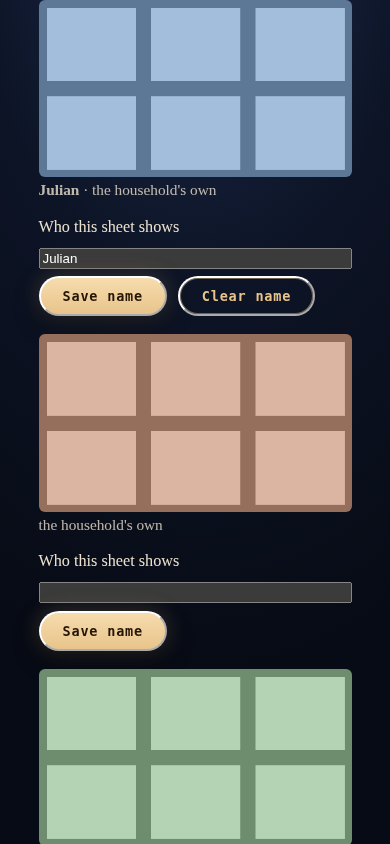 Julian · the household's own
Who this sheet shows
Julian
Save name Clear name
the household's own
Who this sheet shows
Save name